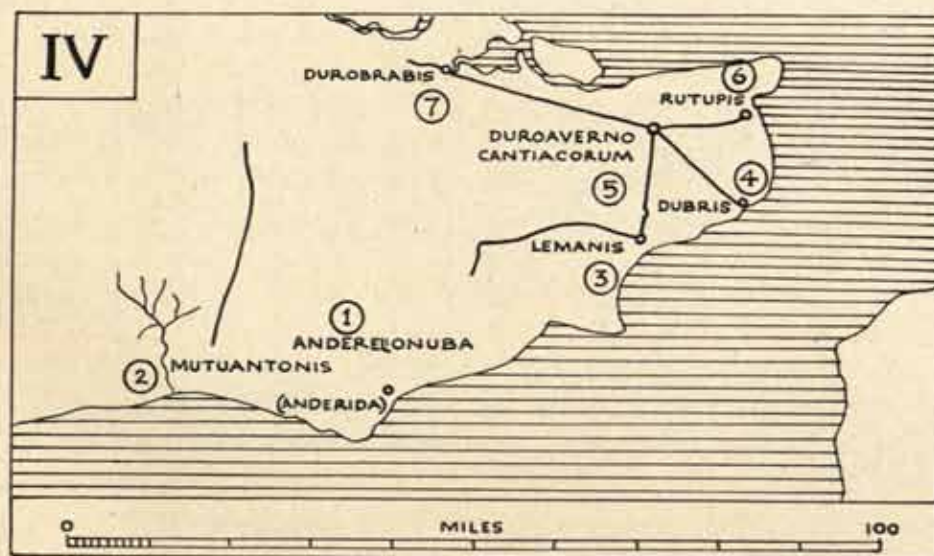 IV
DUROBRABIS
7
6
RUTUPIS
DUROAVERNO
CANTIACORUM
5
4
DUBRIS
LEMANIS
3
1
ANDERELIONUBA
2
MUTUANTONIS
(ANDERIDA)
0 MILES 100